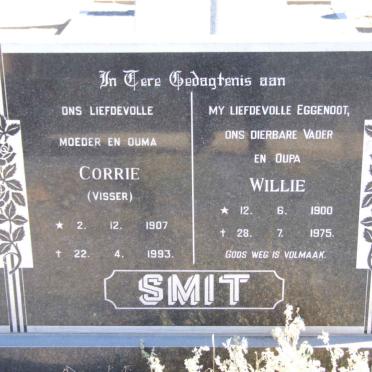 In Tere Gedagtenis aan
ONS LIEFDEVOLLE
MOEDER EN OUMA
CORRIE
(VISSER)
★ 2. 12. 1907
† 22. 4. 1993.
MY LIEFDEVOLLE EGGENOOT,
ONS DIERBARE VADER
EN OUPA
WILLIE
★ 12. 6. 1900
† 28. 7. 1975.
GODS WEG IS VOLMAAK.
SMIT